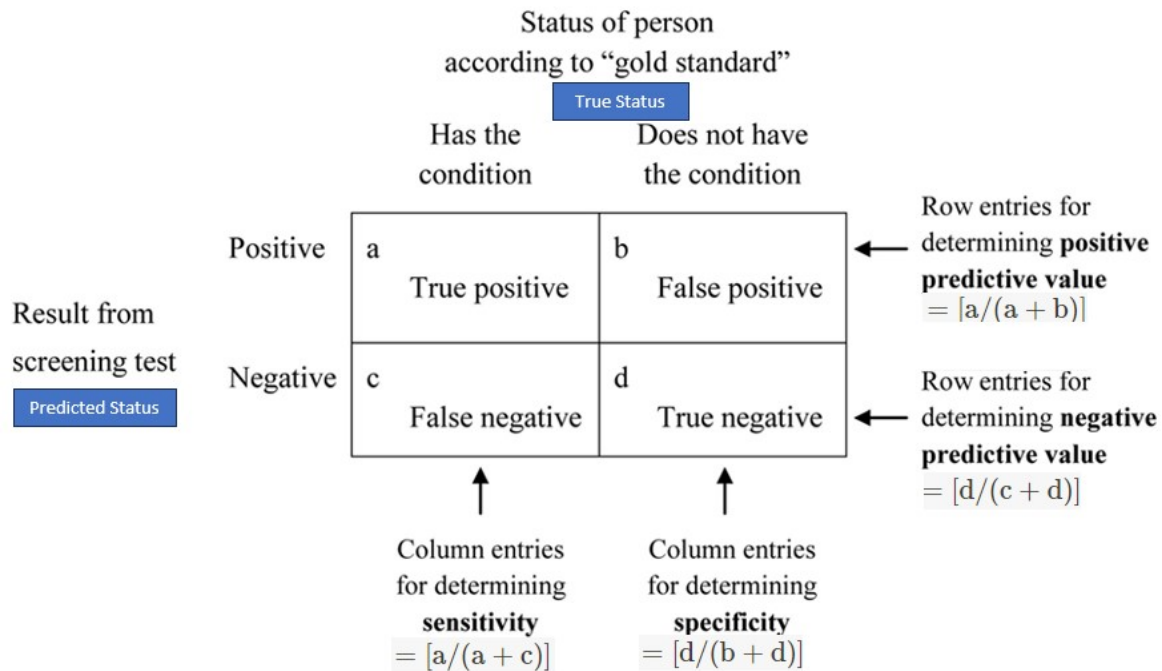 Status of person
according to “gold standard”
True Status
Has the
condition
Does not have
the condition
Result from
screening test
Predicted Status
Positive
a
True positive
b
False positive
Row entries for
determining positive
predictive value
= [a/(a + b)]
Negative
c
False negative
d
True negative
Row entries for
determining negative
predictive value
= [d/(c + d)]
Column entries
for determining
sensitivity
= [a/(a + c)]
Column entries
for determining
specificity
= [d/(b + d)]